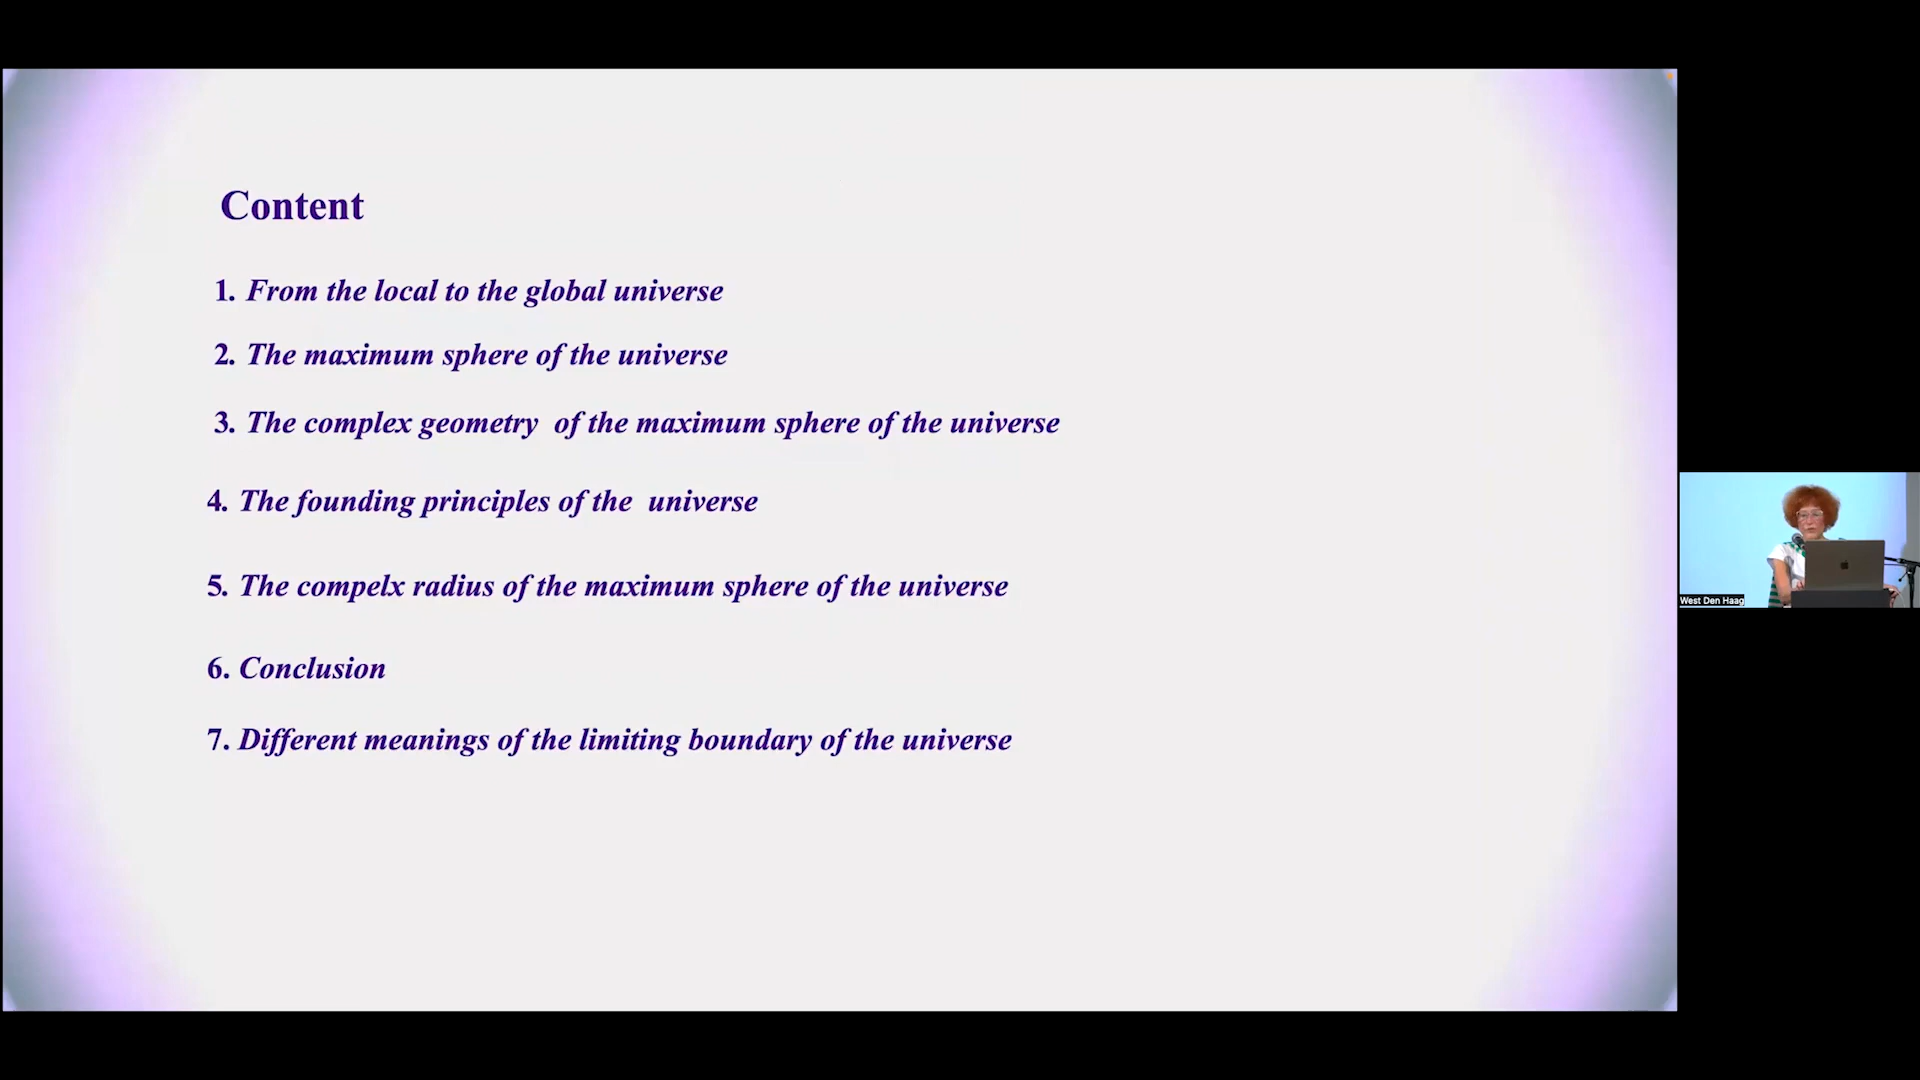 Content
1. From the local to the global universe
2. The maximum sphere of the universe
3. The complex geometry of the maximum sphere of the universe
4. The founding principles of the universe
5. The compelx radius of the maximum sphere of the universe
6. Conclusion
7. Different meanings of the limiting boundary of the universe
West Den Haag